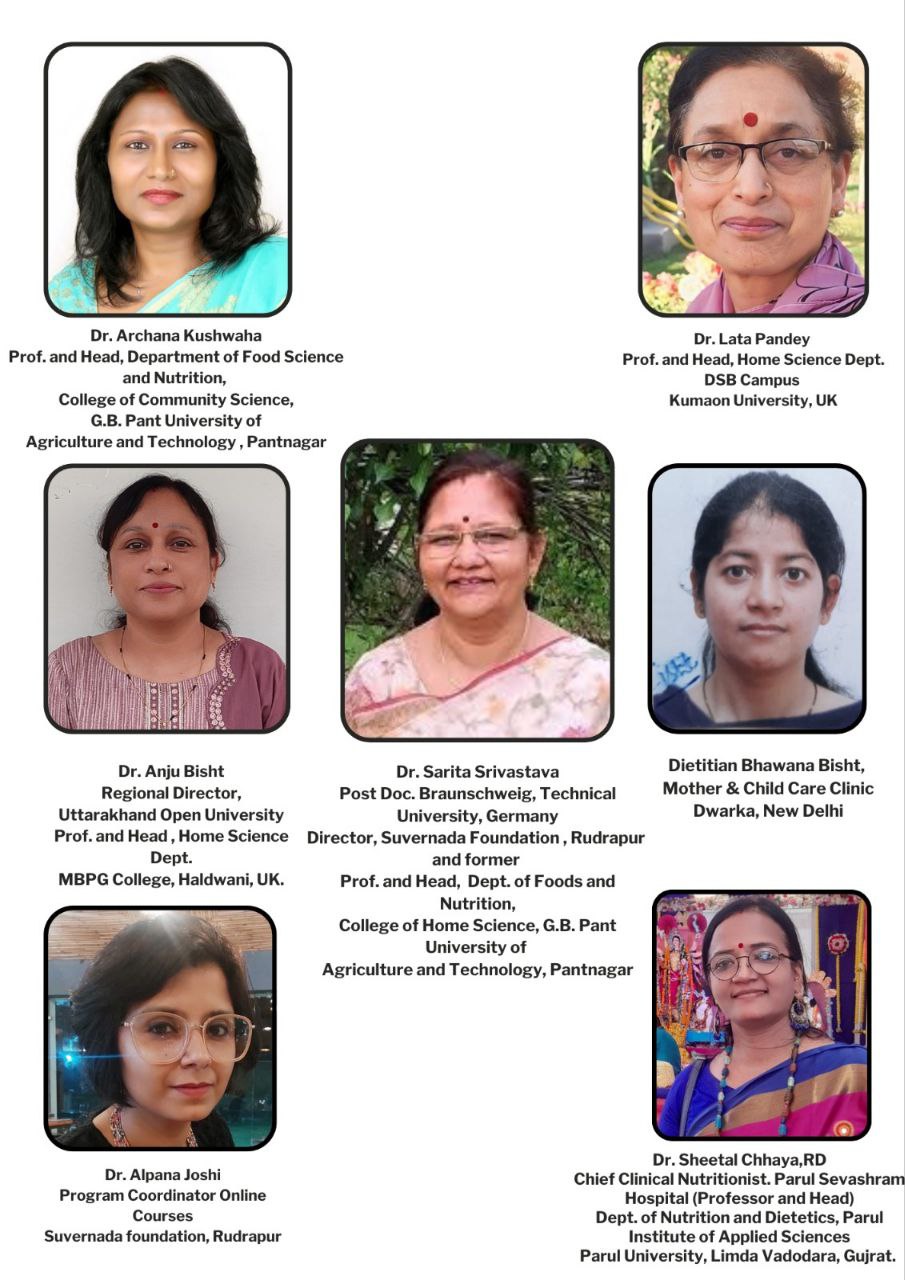 Dr. Archana Kushwaha
Prof. and Head, Department of Food Science
and Nutrition,
College of Community Science,
G.B. Pant University of
Agriculture and Technology , Pantnagar
Dr. Lata Pandey
Prof. and Head, Home Science Dept.
DSB Campus
Kumaon University, UK
Dr. Anju Bisht
Regional Director,
Uttarakhand Open University
Prof. and Head , Home Science
Dept.
MBPG College, Haldwani, UK.
Dr. Sarita Srivastava
Post Doc. Braunschweig, Technical
University, Germany
Director, Suvernada Foundation , Rudrapur
and former
Prof. and Head, Dept. of Foods and
Nutrition,
College of Home Science, G.B. Pant
University of
Agriculture and Technology, Pantnagar
Dietitian Bhawana Bisht,
Mother & Child Care Clinic
Dwarka, New Delhi
Dr. Alpana Joshi
Program Coordinator Online
Courses
Suvernada foundation, Rudrapur
Dr. Sheetal Chhaya,RD
Chief Clinical Nutritionist. Parul Sevashram
Hospital (Professor and Head)
Dept. of Nutrition and Dietetics, Parul
Institute of Applied Sciences
Parul University, Limda Vadodara, Gujrat.